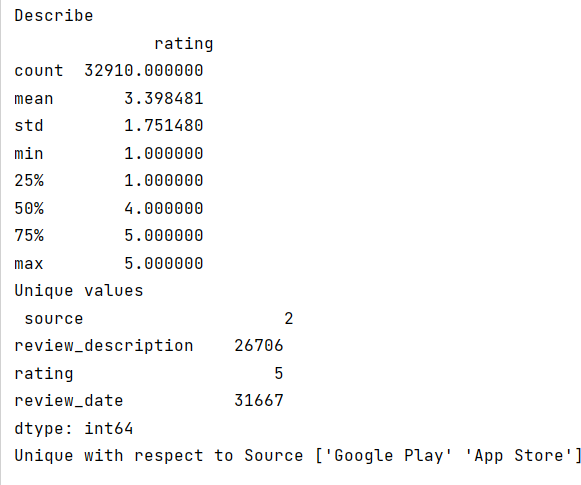 Describe
rating
count 32910.000000
mean 3.398481
std 1.751480
min 1.000000
25% 1.000000
50% 4.000000
75% 5.000000
max 5.000000
Unique values
source 2
review_description 26706
rating 5
review_date 31667
dtype: int64
Unique with respect to Source ['Google Play' 'App Store']